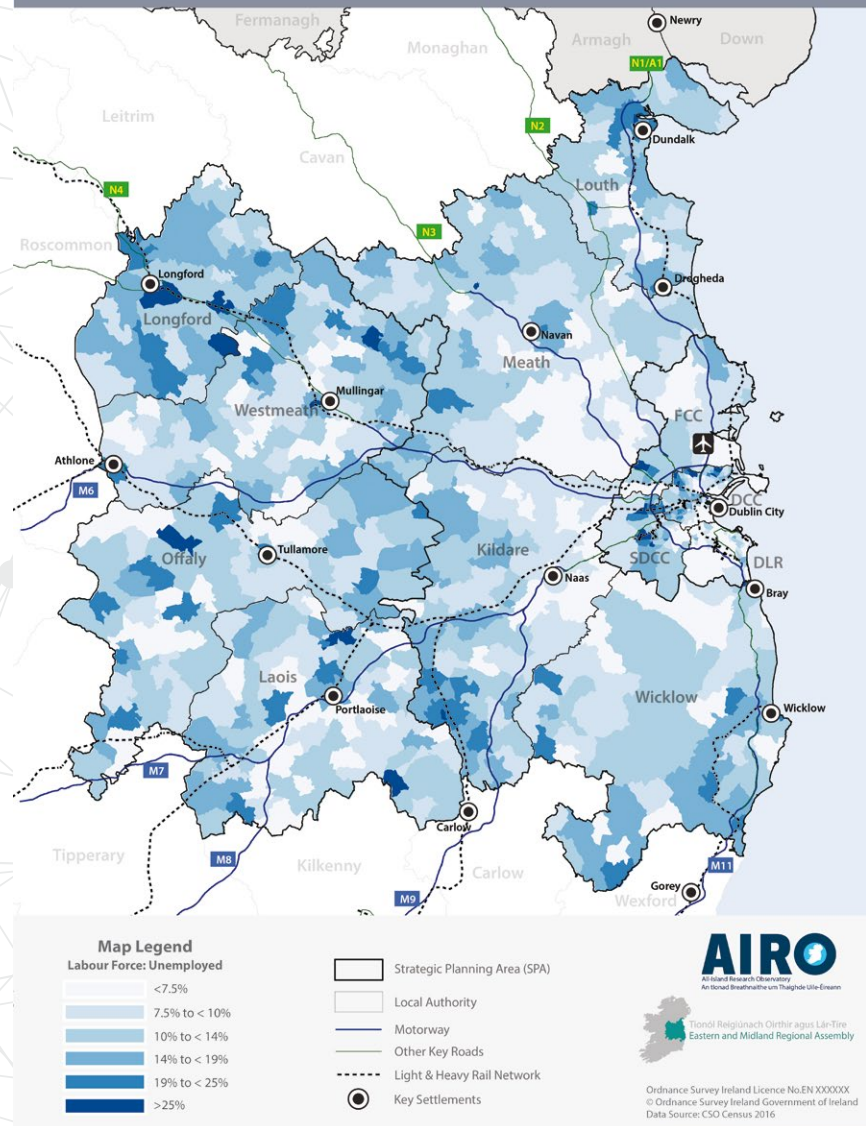 Fermanagh
Newry
Armagh
Down
Monaghan
N1/A1
N2
Leitrim
Dundalk
Cavan
Louth
N4
N3
Roscommon
Longford
Drogheda
Longford
Navan
Meath
Mullingar
Westmeath
FCC
Athlone
M6
DCC
Dublin City
Offaly
Tullamore
Kildare
SDCC
DLR
Naas
Bray
Laois
Wicklow
Portlaoise
Wicklow
M7
Carlow
Tipperary
M8
Kilkenny
Carlow
M11
M9
Gorey
Wexford
Map Legend
Labour Force: Unemployed
<7.5%
7.5% to < 10%
10% to < 14%
14% to < 19%
19% to < 25%
>25%
Strategic Planning Area (SPA)
Local Authority
Motorway
Other Key Roads
Light & Heavy Rail Network
Key Settlements
AIRO
All-Island Research Observatory
An tIonad Breathnaithe um Thaighde Uile-Éireann
Tionól Réigiúnach Oirthir agus Lár-Tíre
Eastern and Midland Regional Assembly
Ordnance Survey Ireland Licence No.EN XXXXXX
© Ordnance Survey Ireland Government of Ireland
Data Source: CSO Census 2016